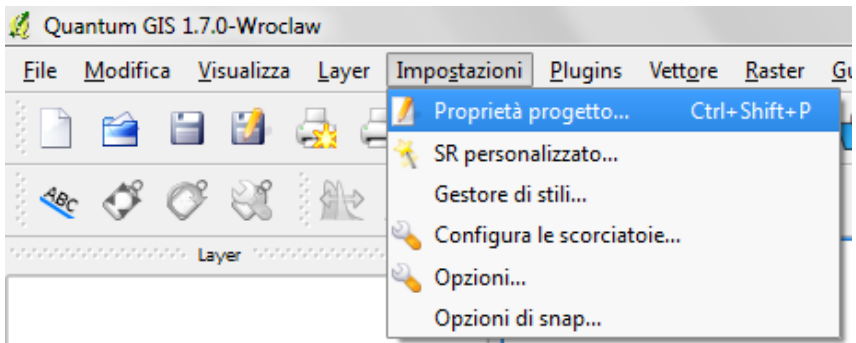 Quantum GIS 1.7.0-Wroclaw
File Modifica Visualizza Layer Impostazioni Plugins Vettore Raster
Proprietà progetto... Ctrl+Shift+P
SR personalizzato...
ABC
Gestore di stili...
Configura le scorciatoie...
Layer
Opzioni...
Opzioni di snap...